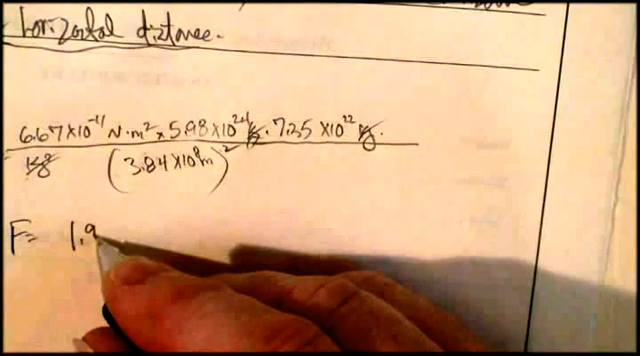 horizontal distance.
6.67×10⁻¹¹ N·m² × 5.98×10²⁴ kg · 7.35×10²² kg.
kg² (3.84×10⁸m)²
F= 1.9